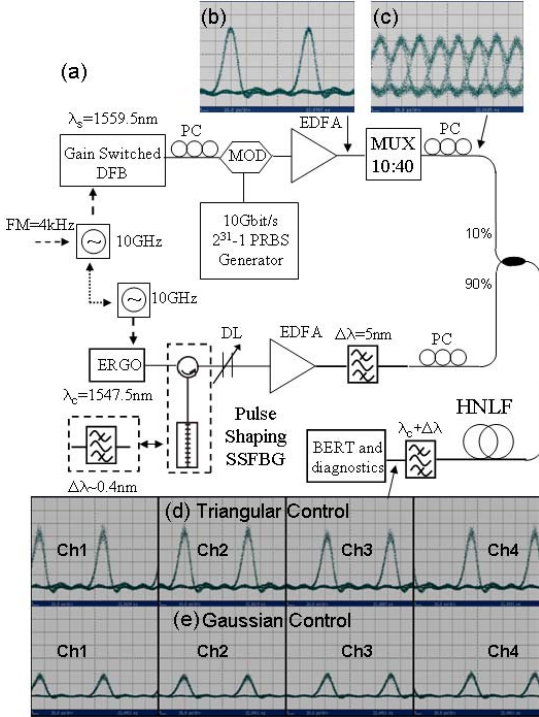 (b)
(c)
(a)
λs=1559.5nm
PC
EDFA
PC
Gain Switched
DFB
MOD
MUX
10:40
FM=4kHz
10GHz
10Gbit/s
2^31-1 PRBS
Generator
10%
90%
10GHz
DL
EDFA
Δλ=5nm
PC
ERGO
λc=1547.5nm
Pulse
Shaping
SSFBG
λc+Δλ
HNLF
BERT and
diagnostics
Δλ~0.4nm
(d) Triangular Control
Ch1 Ch2 Ch3 Ch4
(e) Gaussian Control
Ch1 Ch2 Ch3 Ch4